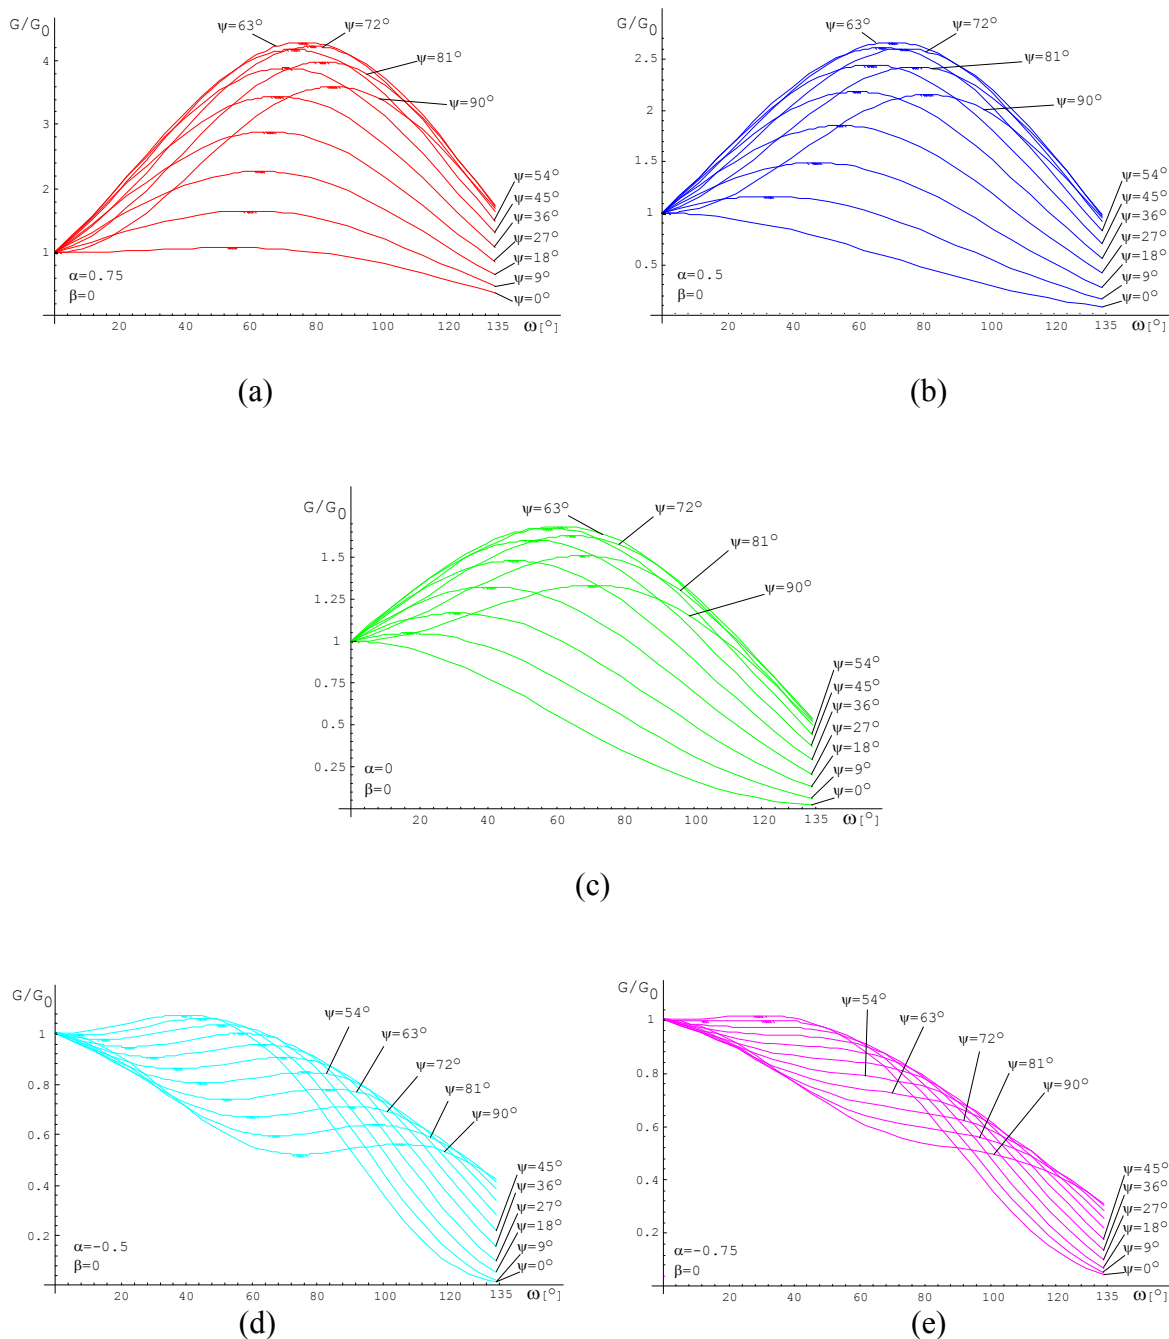 G/G0
ψ=63°
ψ=72°
ψ=81°
ψ=90°
4
3
2
1
ψ=54°
ψ=45°
ψ=36°
ψ=27°
ψ=18°
ψ=9°
ψ=0°
α=0.75
β=0
20 40 60 80 100 120 135 ω[°]
(a)
G/G0
ψ=63°
ψ=72°
ψ=81°
ψ=90°
2.5
2
1.5
1
0.5
ψ=54°
ψ=45°
ψ=36°
ψ=27°
ψ=18°
ψ=9°
ψ=0°
α=0.5
β=0
20 40 60 80 100 120 135 ω[°]
(b)
G/G0
ψ=63°
ψ=72°
ψ=81°
ψ=90°
1.5
1.25
1
0.75
0.5
0.25
ψ=54°
ψ=45°
ψ=36°
ψ=27°
ψ=18°
ψ=9°
ψ=0°
α=0
β=0
20 40 60 80 100 120 135 ω[°]
(c)
G/G0
ψ=54°
ψ=63°
ψ=72°
ψ=81°
ψ=90°
1
0.8
0.6
0.4
0.2
ψ=45°
ψ=36°
ψ=27°
ψ=18°
ψ=9°
ψ=0°
α=-0.5
β=0
20 40 60 80 100 120 135 ω[°]
(d)
G/G0
ψ=54°
ψ=63°
ψ=72°
ψ=81°
ψ=90°
1
0.8
0.6
0.4
0.2
ψ=45°
ψ=36°
ψ=27°
ψ=18°
ψ=9°
ψ=0°
α=-0.75
β=0
20 40 60 80 100 120 135 ω[°]
(e)